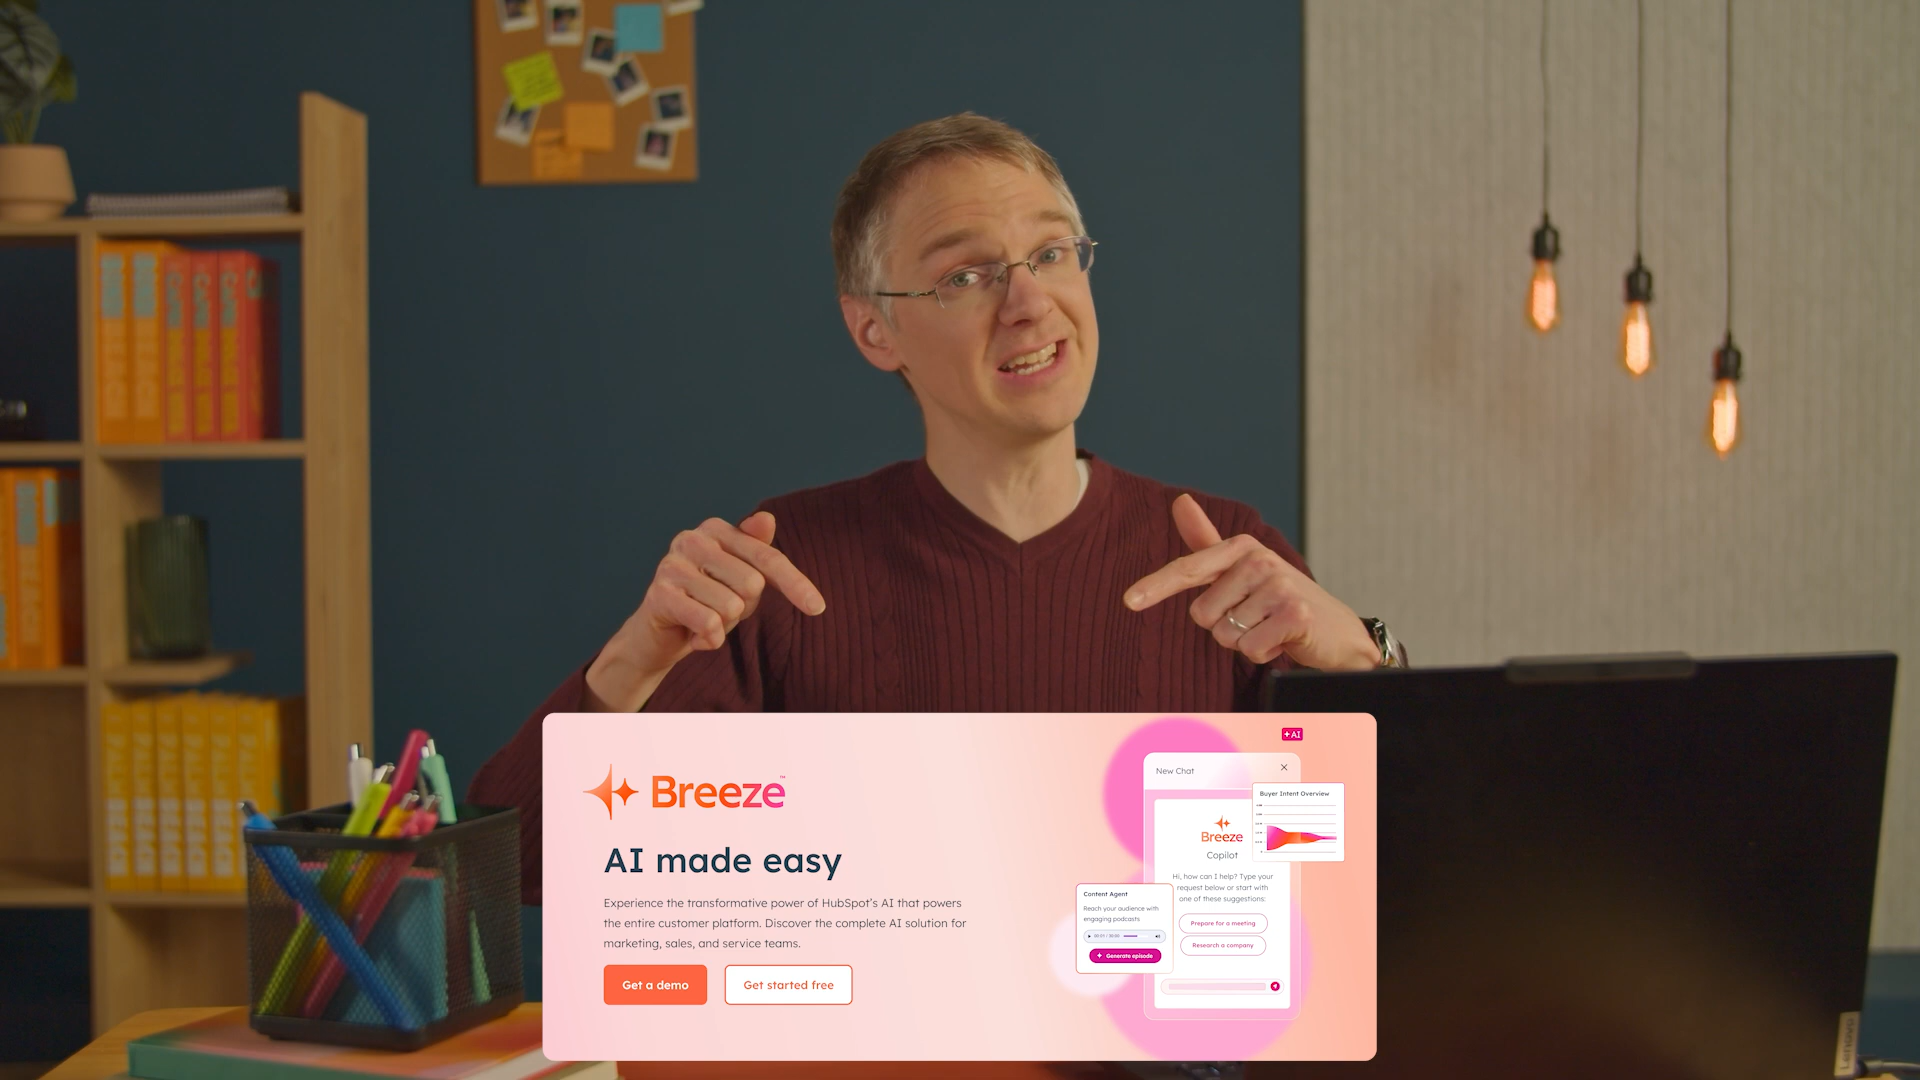 + AI
Breeze™
AI made easy
Experience the transformative power of HubSpot's AI that powers
the entire customer platform. Discover the complete AI solution for
marketing, sales, and service teams.
Get a demo
Get started free
New Chat
Buyer Intent Overview
Breeze
Copilot
Hi, how can I help? Type your
request below or start with
one of these suggestions:
Prepare for a meeting
Research a company
Content Agent
Reach your audience with
engaging podcasts
Generate episode
Lenovo